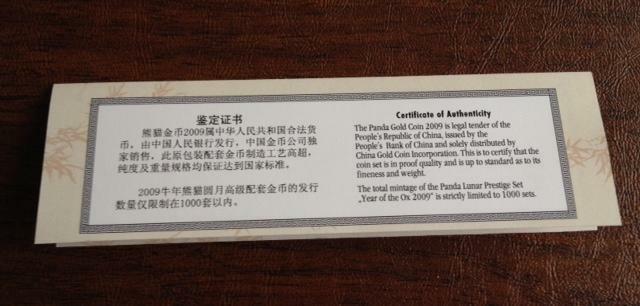 鉴定证书
熊猫金币2009属中华人民共和国合法货
币，由中国人民银行发行，中国金币公司独
家销售，此原包装配套金币制造工艺高超，
纯度及重量规格均保证达到国家标准。
2009牛年熊猫圆月高级配套金币的发行
数量仅限制在1000套以内。
Certificate of Authenticity
The Panda Gold Coin 2009 is legal tender of the
People's Republic of China, issued by the
People's Bank of China and solely distributed by
China Gold Coin Incorporation. This is to certify that the
coin set is in proof quality and is up to standard as to its
fineness and weight.
The total mintage of the Panda Lunar Prestige Set
„Year of the Ox 2009" is strictly limited to 1000 sets.